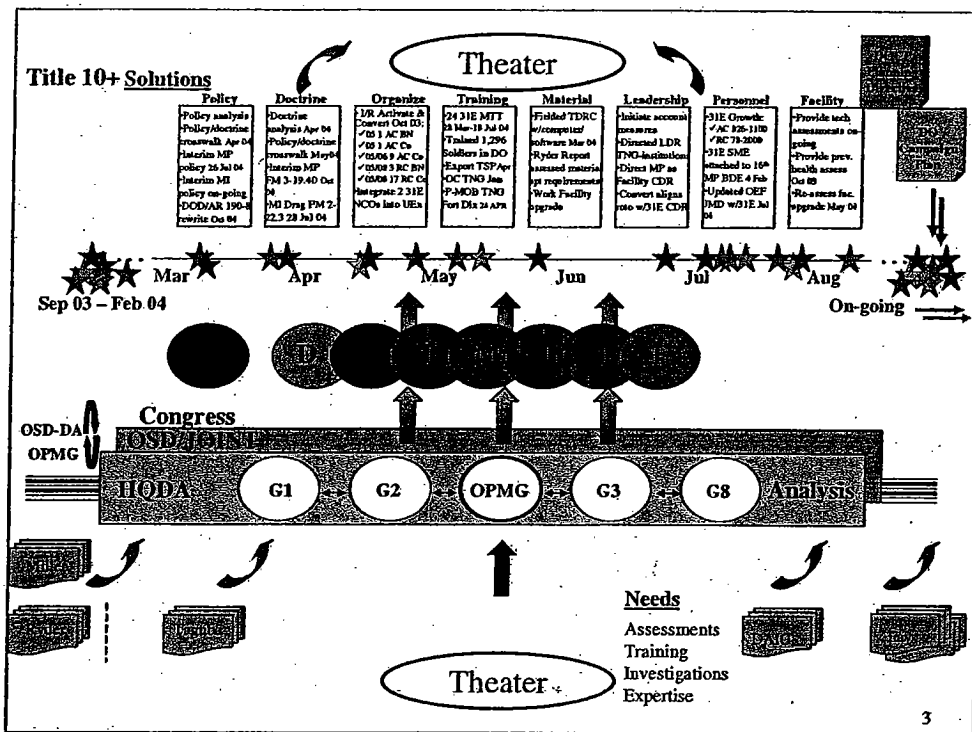 Theater
Title 10+ Solutions
Policy
•Policy analysis
•Policy/doctrine
crosswalk Apr 04
•Interim MP
policy 26 Jul 04
•Interim MI
policy on-going
•DOD/AR 190-8
rewrite Oct 04
Doctrine
•Doctrine
analysis Apr 04
•Policy/doctrine
crosswalk May04
•Interim MP
FM 3-19.40 Oct
04
•MI Drag FM 2-
22.3 28 Jul 04
Organize
•I/R Activate &
Convert Oct 03;
✓05 1 AC BN
✓05 1 AC Co
✓05/06 9 AC Co
✓05/08 3 RC BN
✓06/08 17 RC Co
Integrate 2 31E
NCOs into UEx
Training
•24 31E MTT
28 Mar-18 Jul 04
•Trained 1,296
Soldiers in DO
•Export TSP Apr
•OC TNG Jan
•P-MOB TNG
Fort Dix 24 APR
Material
•Fielded TDRC
w/computer/
software Mar 04
•Ryder Report
assessed material
opt requirements
•Work Facility
upgrade
Leadership
•Initiate account
measures
•Directed LDR
TNG-institution
•Direct MP as
Facility CDR
•Convert aligns
roto w/31E CDR
Personnel
•31E Growth:
✓AC 826-1100
✓RC 78-2000
•31E SME
attached to 16th
MP BDE 4 Feb
•Updated OEF
JMD w/31E Jul
04
Facility
•Provide tech
assessments on-
going
•Provide prev.
health assess
Oct 03
•Re-assess fac.
upgrade May 04
Mar
Apr
May
Jun
Jul
Aug
Sep 03 – Feb 04
On-going
D
Congress
OSD-DA
OPMG
OSD/JOINT
HQDA
G1
G2
OPMG
G3
G8
Analysis
Needs
Assessments
Training
Investigations
Expertise
Theater
3